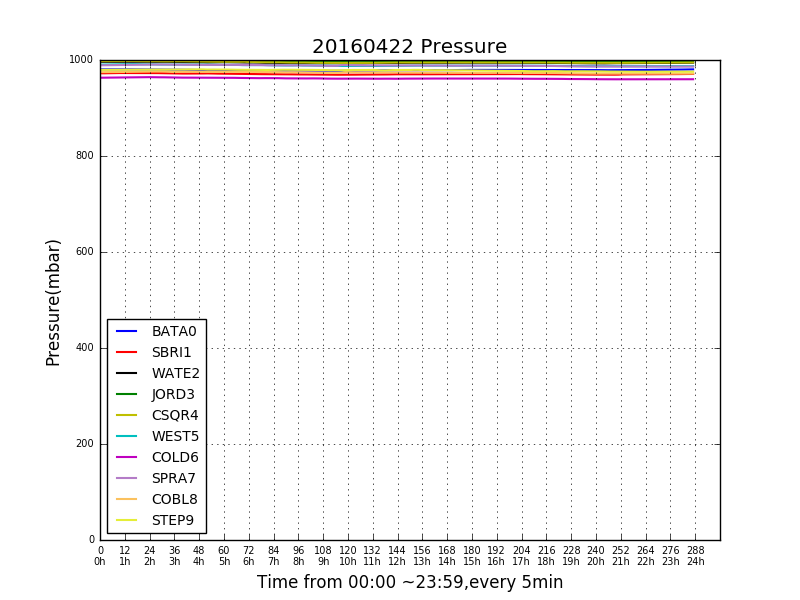 20160422 Pressure
1000
800
600
400
200
0
Pressure(mbar)
BATA0
SBRI1
WATE2
JORD3
CSQR4
WEST5
COLD6
SPRA7
COBL8
STEP9
0 12 24 36 48 60 72 84 96 108 120 132 144 156 168 180 192 204 216 228 240 252 264 276 288
0h 1h 2h 3h 4h 5h 6h 7h 8h 9h 10h 11h 12h 13h 14h 15h 16h 17h 18h 19h 20h 21h 22h 23h 24h
Time from 00:00 ~23:59,every 5min